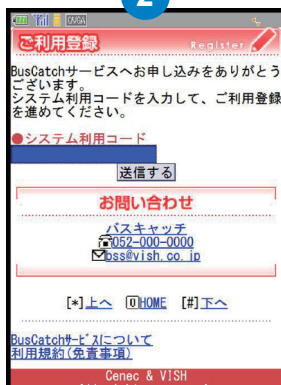 2
QVGA
ご利用登録
Register
BusCatchサービスへお申し込みをありがとう
ございます。
システム利用コードを入力して、ご利用登録
を進めてください。
●システム利用コード
送信する
お問い合わせ
バスキャッチ
☎052-000-0000
bss@vish.co.jp
[*]上へ 0HOME [#]下へ
BusCatchｻｰﾋﾞｽについて
利用規約(免責事項)
Cenec & VISH